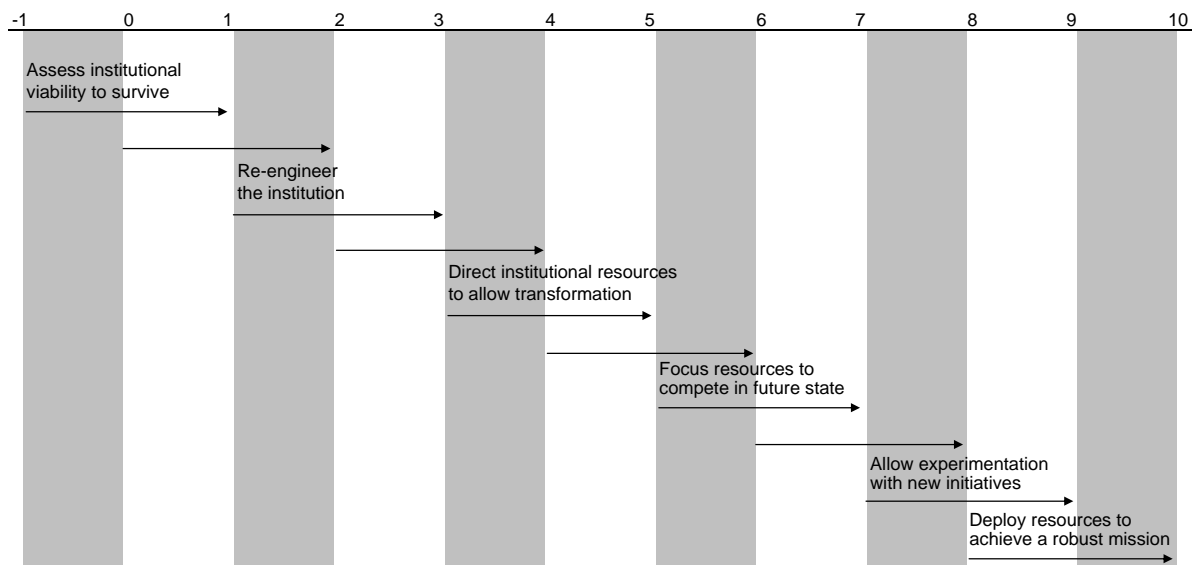 -1 0 1 2 3 4 5 6 7 8 9 10
Assess institutional
viability to survive
Re-engineer
the institution
Direct institutional resources
to allow transformation
Focus resources to
compete in future state
Allow experimentation
with new initiatives
Deploy resources to
achieve a robust mission